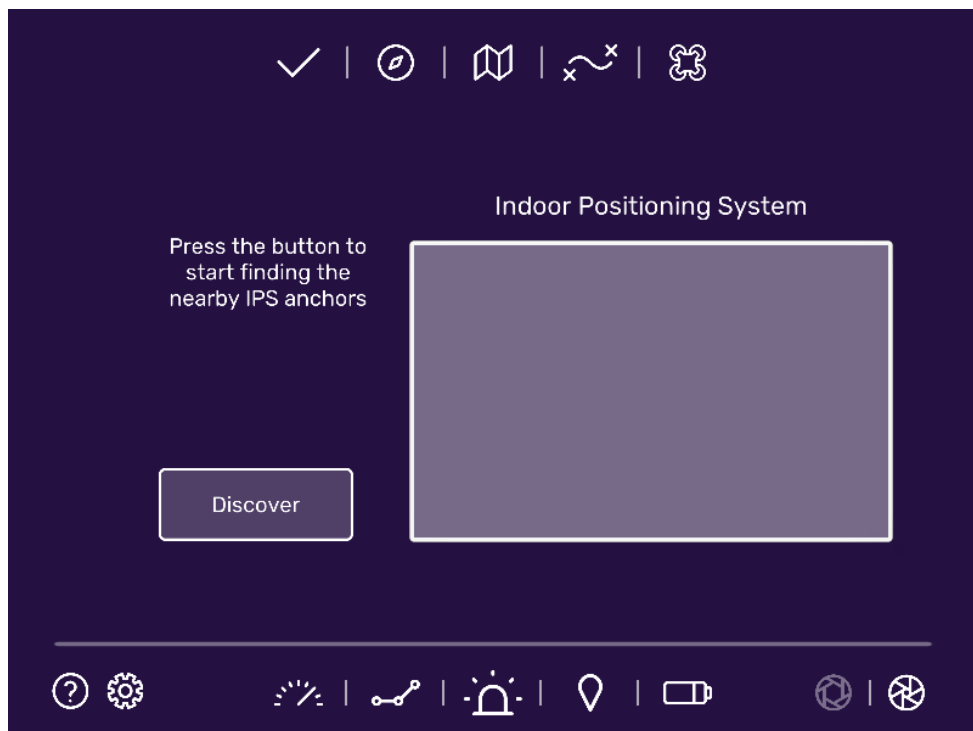 Indoor Positioning System
Press the button to
start finding the
nearby IPS anchors
Discover